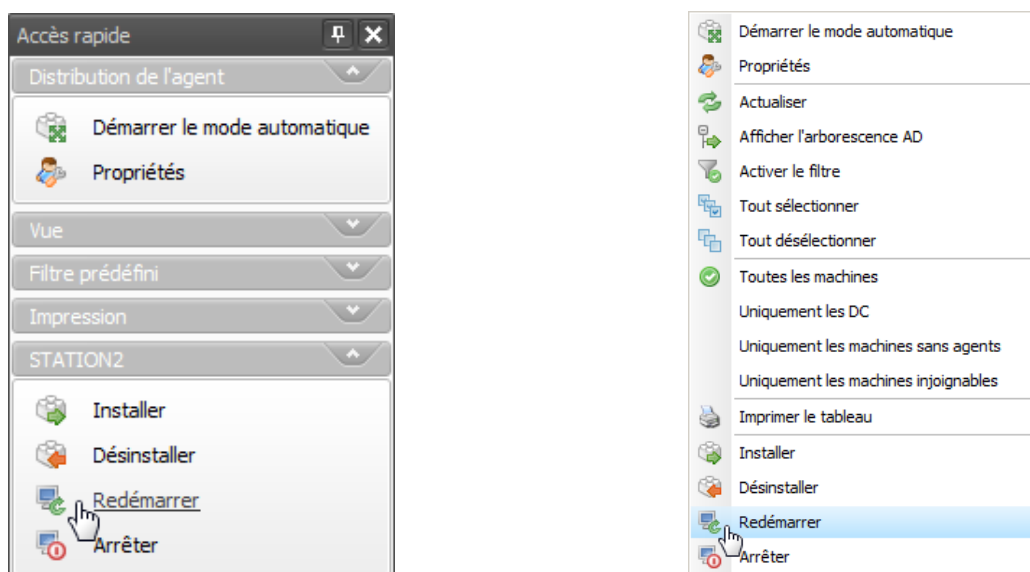 Accès rapide
Distribution de l'agent
Démarrer le mode automatique
Propriétés
Vue
Filtre prédéfini
Impression
STATION2
Installer
Désinstaller
Redémarrer
Arrêter
Démarrer le mode automatique
Propriétés
Actualiser
Afficher l'arborescence AD
Activer le filtre
Tout sélectionner
Tout désélectionner
Toutes les machines
Uniquement les DC
Uniquement les machines sans agents
Uniquement les machines injoignables
Imprimer le tableau
Installer
Désinstaller
Redémarrer
Arrêter